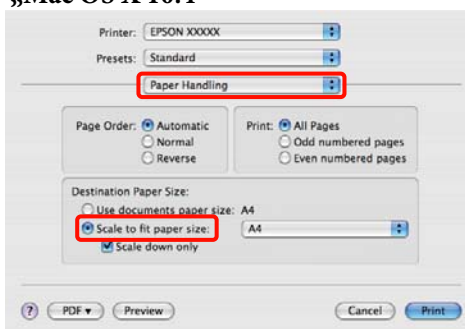 „Mac OS X 10.4
Printer: EPSON XXXXX
Presets: Standard
Paper Handling
Page Order: Automatic Print: All Pages
Normal Odd numbered pages
Reverse Even numbered pages
Destination Paper Size:
Use documents paper size: A4
Scale to fit paper size: A4
Scale down only
? PDF Preview Cancel Print